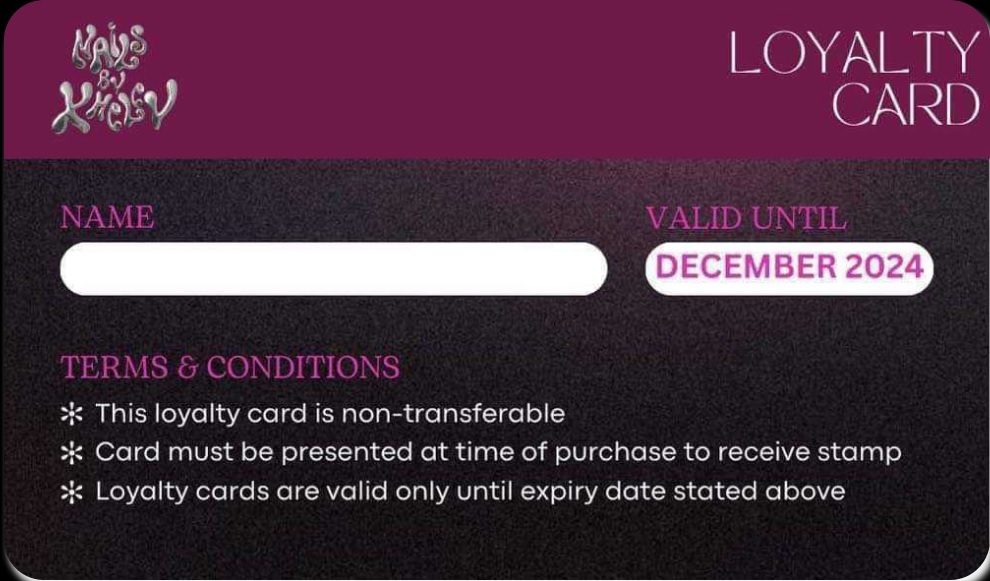 NAILS
BY
KHELSY
LOYALTY
CARD
NAME
VALID UNTIL
DECEMBER 2024
TERMS & CONDITIONS
This loyalty card is non-transferable
Card must be presented at time of purchase to receive stamp
Loyalty cards are valid only until expiry date stated above